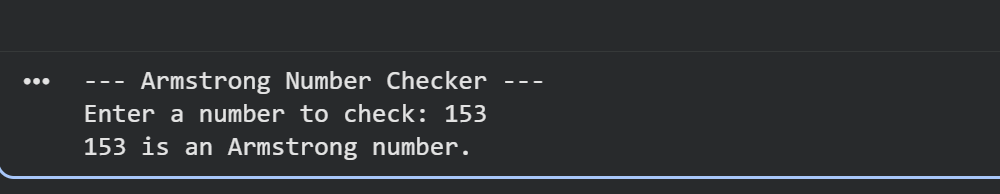 --- Armstrong Number Checker ---
Enter a number to check: 153
153 is an Armstrong number.